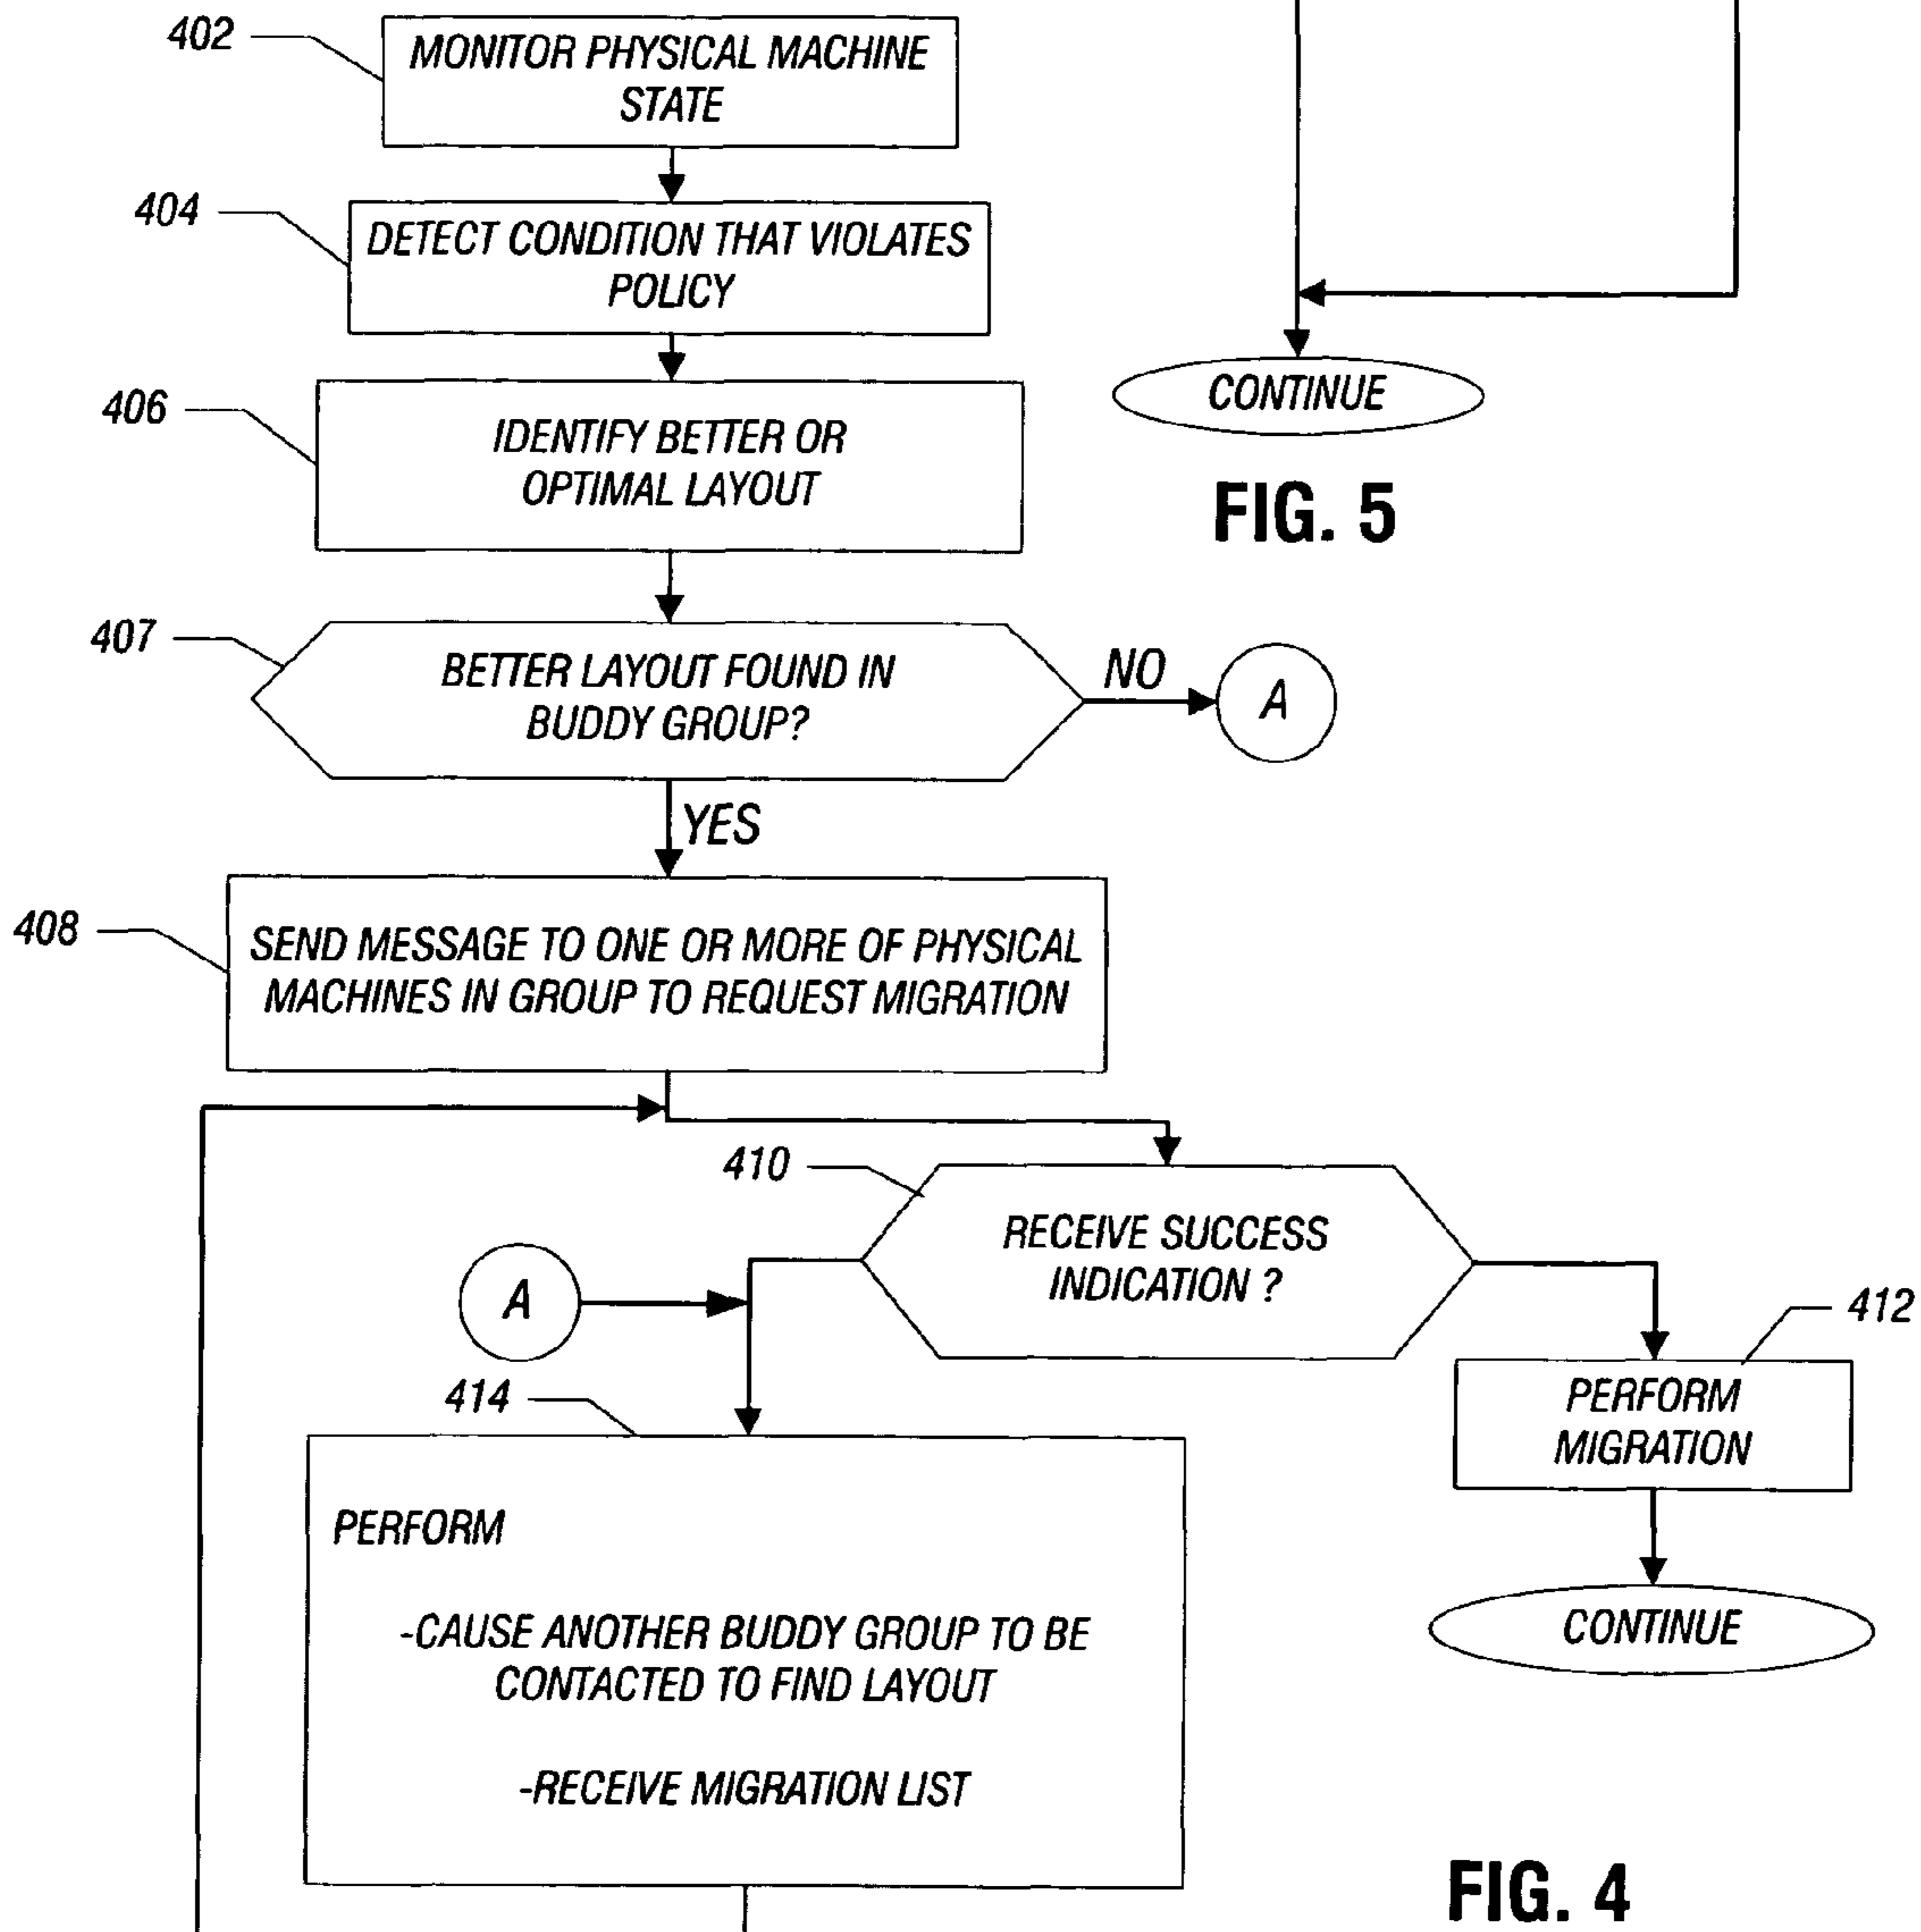 402
MONITOR PHYSICAL MACHINE
STATE
404
DETECT CONDITION THAT VIOLATES
POLICY
406
IDENTIFY BETTER OR
OPTIMAL LAYOUT
CONTINUE
FIG. 5
407
BETTER LAYOUT FOUND IN
BUDDY GROUP?
NO
A
YES
408
SEND MESSAGE TO ONE OR MORE OF PHYSICAL
MACHINES IN GROUP TO REQUEST MIGRATION
410
RECEIVE SUCCESS
INDICATION ?
A
412
PERFORM
MIGRATION
CONTINUE
414
PERFORM
-CAUSE ANOTHER BUDDY GROUP TO BE
CONTACTED TO FIND LAYOUT
-RECEIVE MIGRATION LIST
FIG. 4